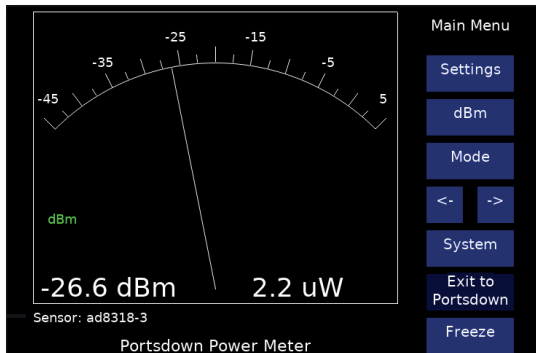 Main Menu
-25
-15
-35
-5
-45
5
Settings
dBm
Mode
<-
->
dBm
System
-26.6 dBm
2.2 uW
Exit to
Portsdown
Sensor: ad8318-3
Freeze
Portsdown Power Meter